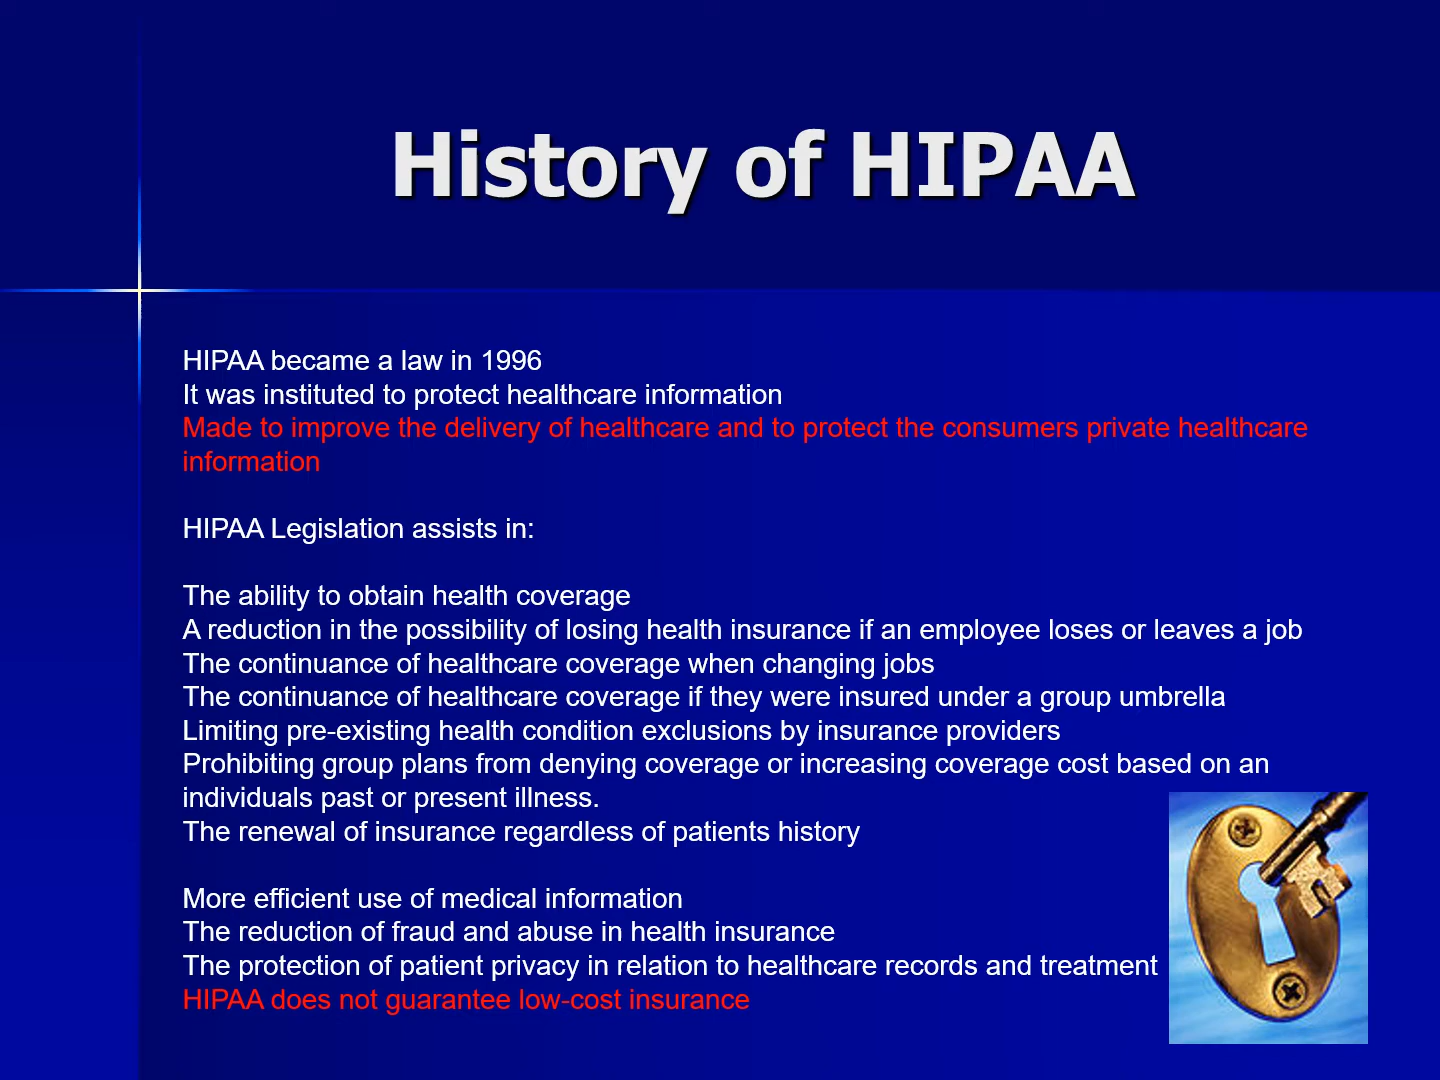 History of HIPAA
HIPAA became a law in 1996
It was instituted to protect healthcare information
Made to improve the delivery of healthcare and to protect the consumers private healthcare
information
HIPAA Legislation assists in:
The ability to obtain health coverage
A reduction in the possibility of losing health insurance if an employee loses or leaves a job
The continuance of healthcare coverage when changing jobs
The continuance of healthcare coverage if they were insured under a group umbrella
Limiting pre-existing health condition exclusions by insurance providers
Prohibiting group plans from denying coverage or increasing coverage cost based on an
individuals past or present illness.
The renewal of insurance regardless of patients history
More efficient use of medical information
The reduction of fraud and abuse in health insurance
The protection of patient privacy in relation to healthcare records and treatment
HIPAA does not guarantee low-cost insurance